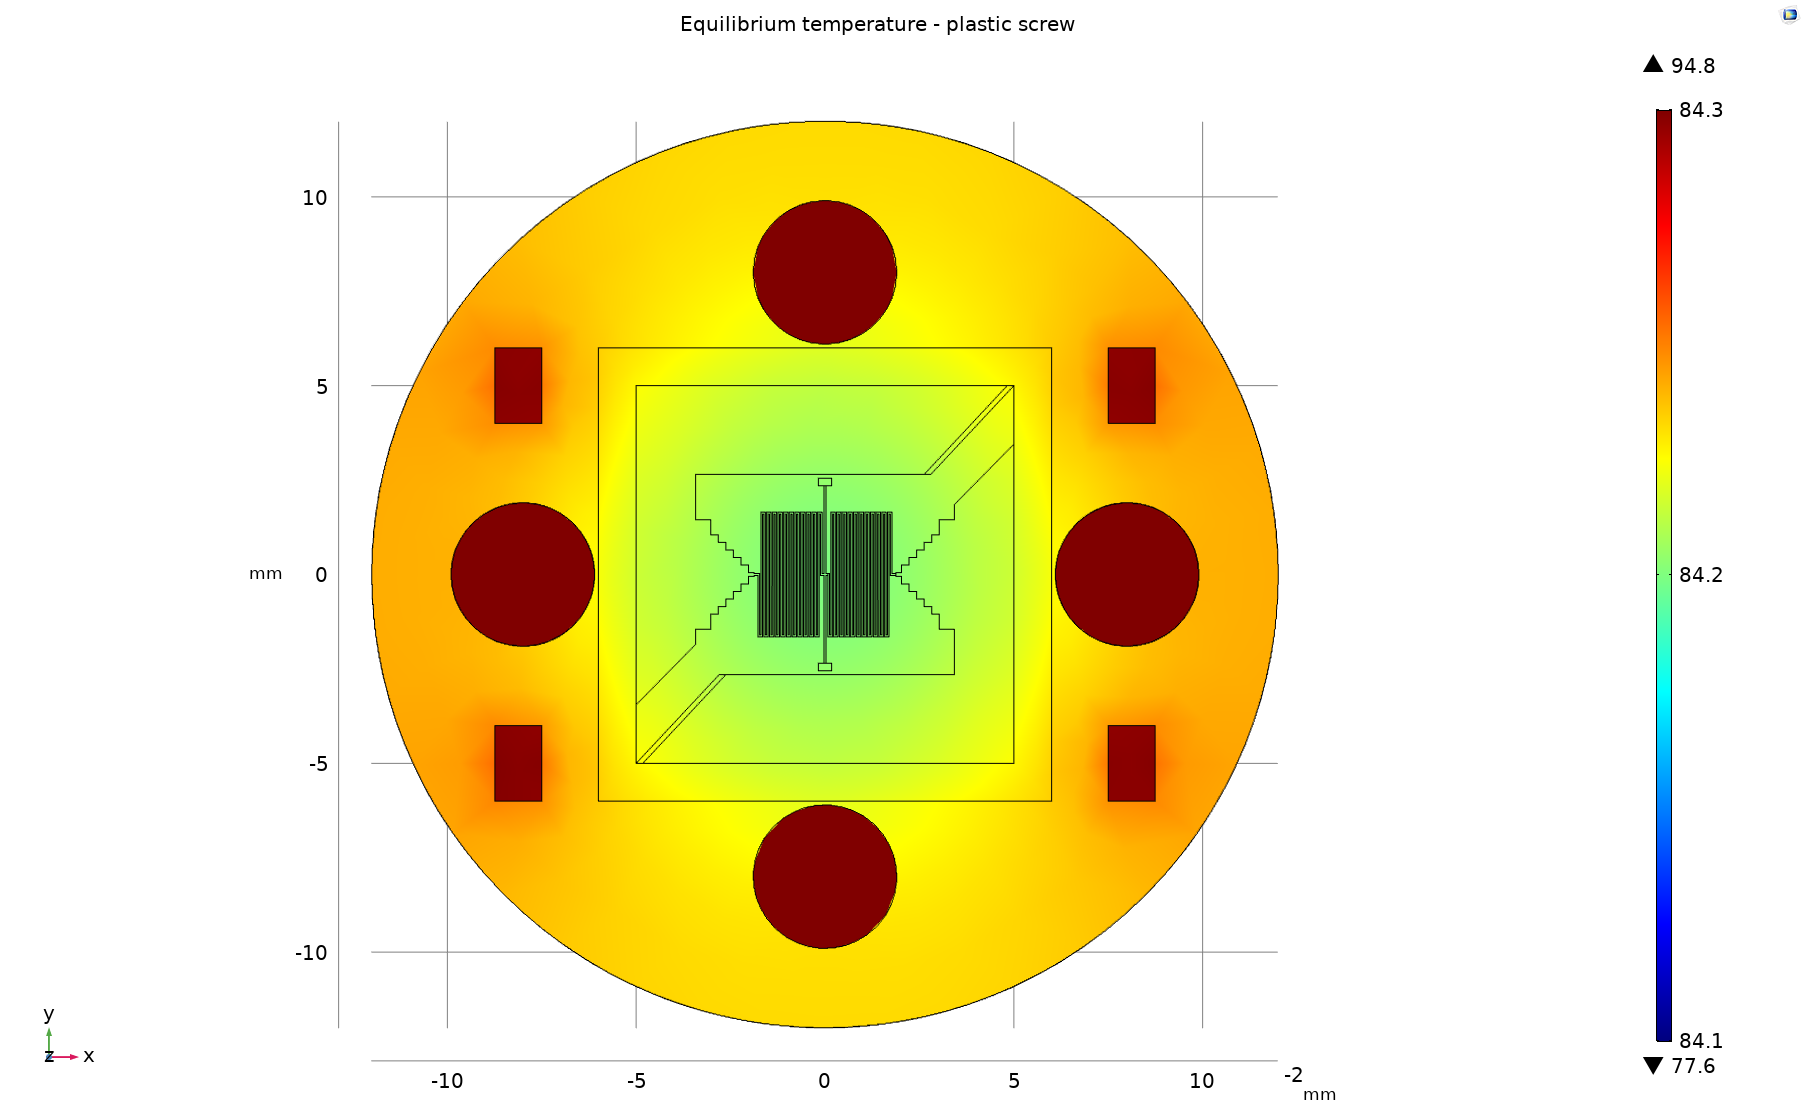 Equilibrium temperature - plastic screw
▲ 94.8
84.3
84.2
84.1
▼ 77.6
10
5
mm 0
-5
-10
y
z x
-10 -5 0 5 10 -2
mm